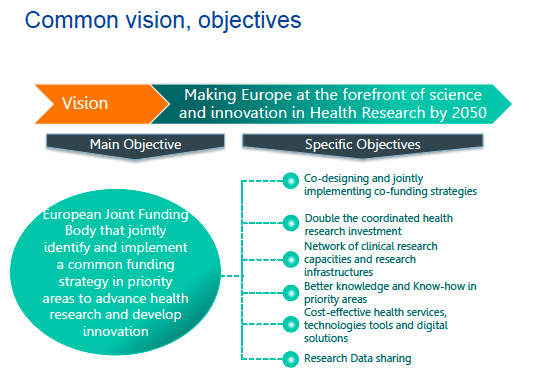 Common vision, objectives
Vision
Making Europe at the forefront of science
and innovation in Health Research by 2050
Main Objective
Specific Objectives
European Joint Funding
Body that jointly
identify and implement
a common funding
strategy in priority
areas to advance health
research and develop
innovation
Co-designing and jointly
implementing co-funding strategies
Double the coordinated health
research investment
Network of clinical research
capacities and research
infrastructures
Better knowledge and Know-how in
priority areas
Cost-effective health services,
technologies tools and digital
solutions
Research Data sharing